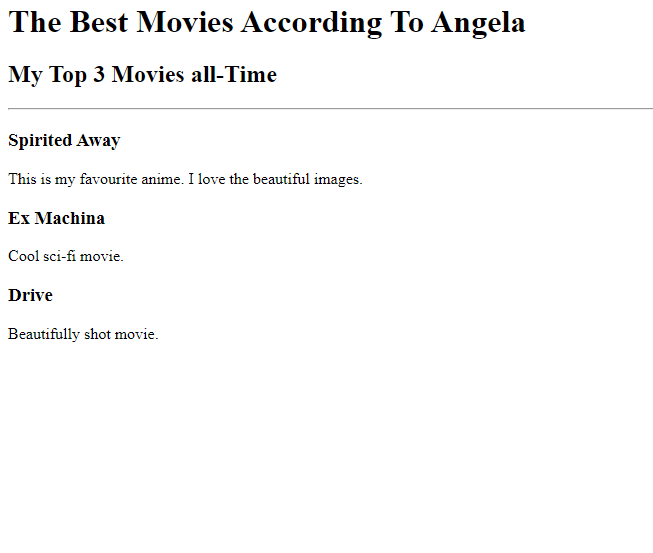 The Best Movies According To Angela
My Top 3 Movies all-Time
Spirited Away
This is my favourite anime. I love the beautiful images.
Ex Machina
Cool sci-fi movie.
Drive
Beautifully shot movie.